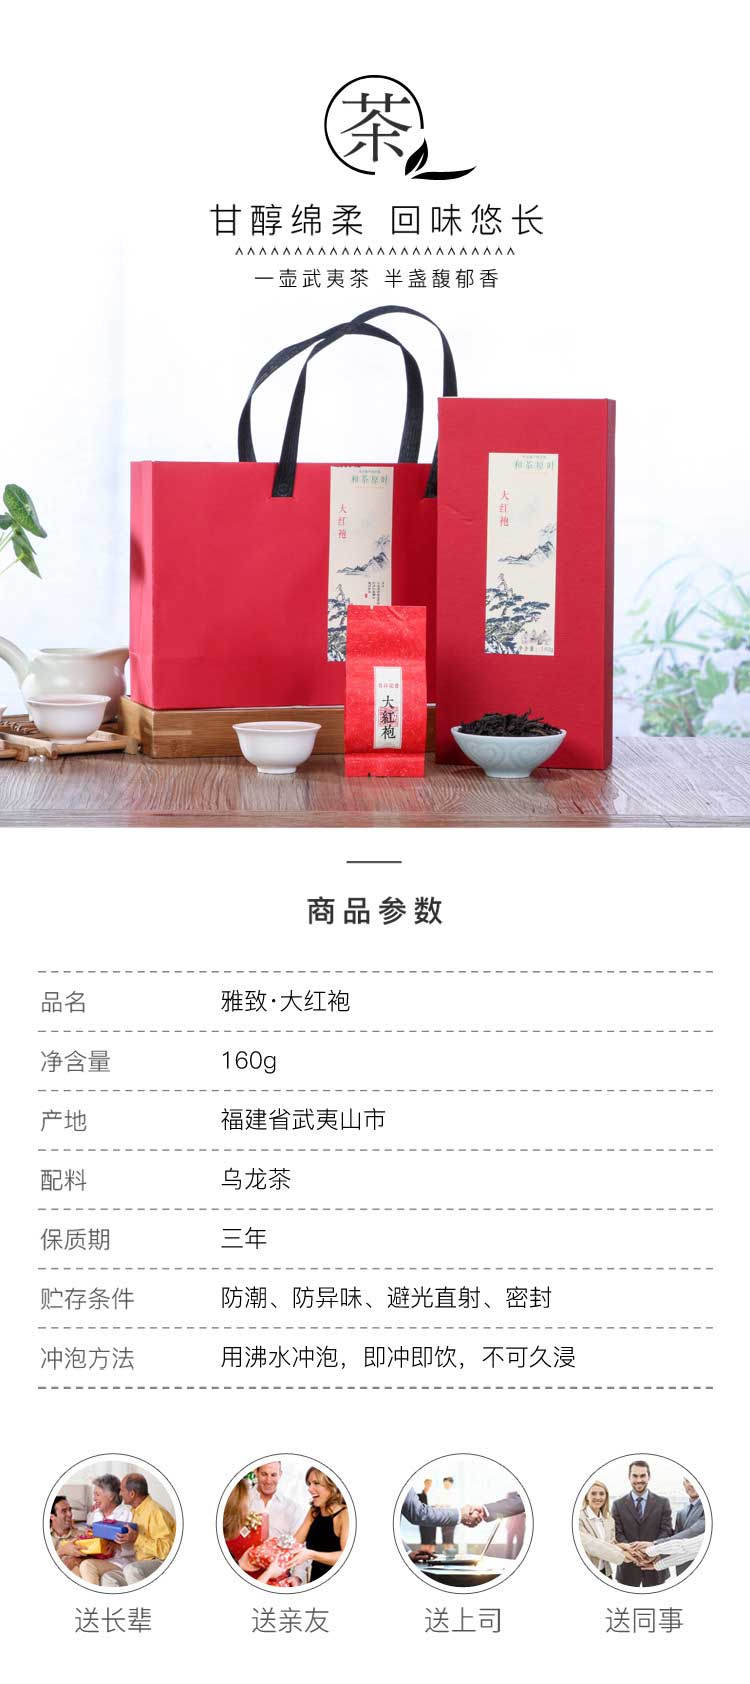 茶
甘醇绵柔 回味悠长
一壶武夷茶 半盏馥郁香
和茶原叶
大红袍
和茶原叶
大红袍
净含量：160g
大紅袍
商品参数
品名 雅致·大红袍
净含量 160g
产地 福建省武夷山市
配料 乌龙茶
保质期 三年
贮存条件 防潮、防异味、避光直射、密封
冲泡方法 用沸水冲泡，即冲即饮，不可久浸
送长辈 送亲友 送上司 送同事